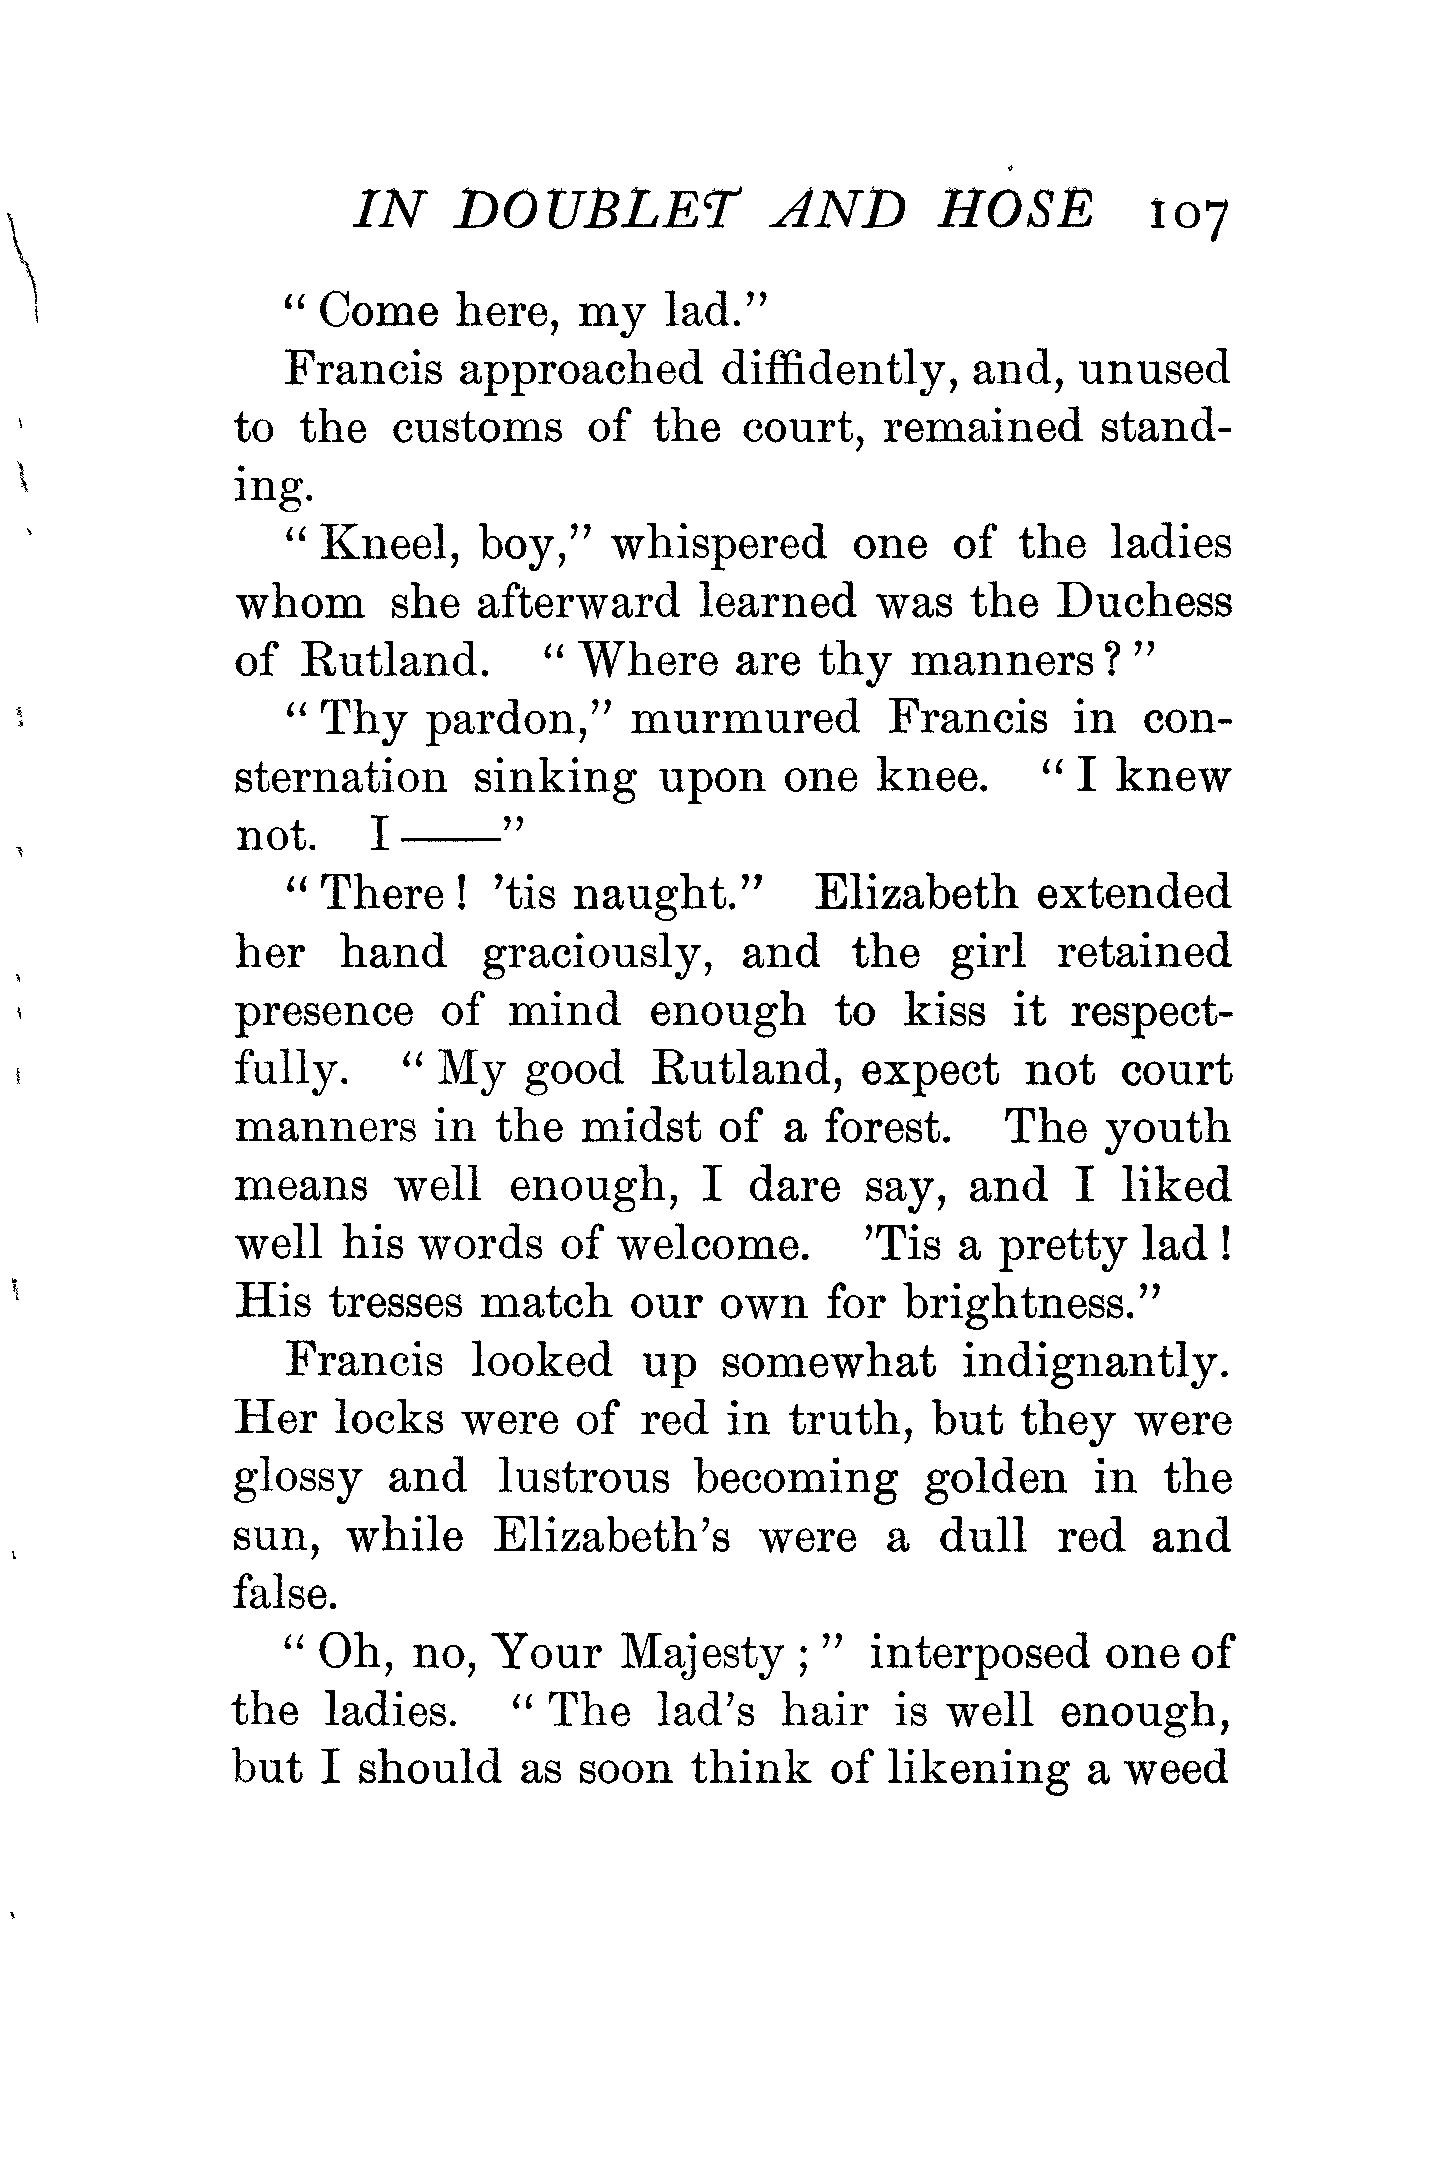 IN DOUBLET AND HOSE 107
“ Come here, my lad.”
Francis approached diffidently, and, unused
to the customs of the court, remained stand-
ing.
“ Kneel, boy,” whispered one of the ladies
whom she afterward learned was the Duchess
of Rutland. “ Where are thy manners ? ”
“ Thy pardon,” murmured Francis in con-
sternation sinking upon one knee. “ I knew
not. I ——”
“ There ! ’tis naught.” Elizabeth extended
her hand graciously, and the girl retained
presence of mind enough to kiss it respect-
fully. “ My good Rutland, expect not court
manners in the midst of a forest. The youth
means well enough, I dare say, and I liked
well his words of welcome. ’Tis a pretty lad !
His tresses match our own for brightness.”
Francis looked up somewhat indignantly.
Her locks were of red in truth, but they were
glossy and lustrous becoming golden in the
sun, while Elizabeth’s were a dull red and
false.
“ Oh, no, Your Majesty ; ” interposed one of
the ladies. “ The lad’s hair is well enough,
but I should as soon think of likening a weed